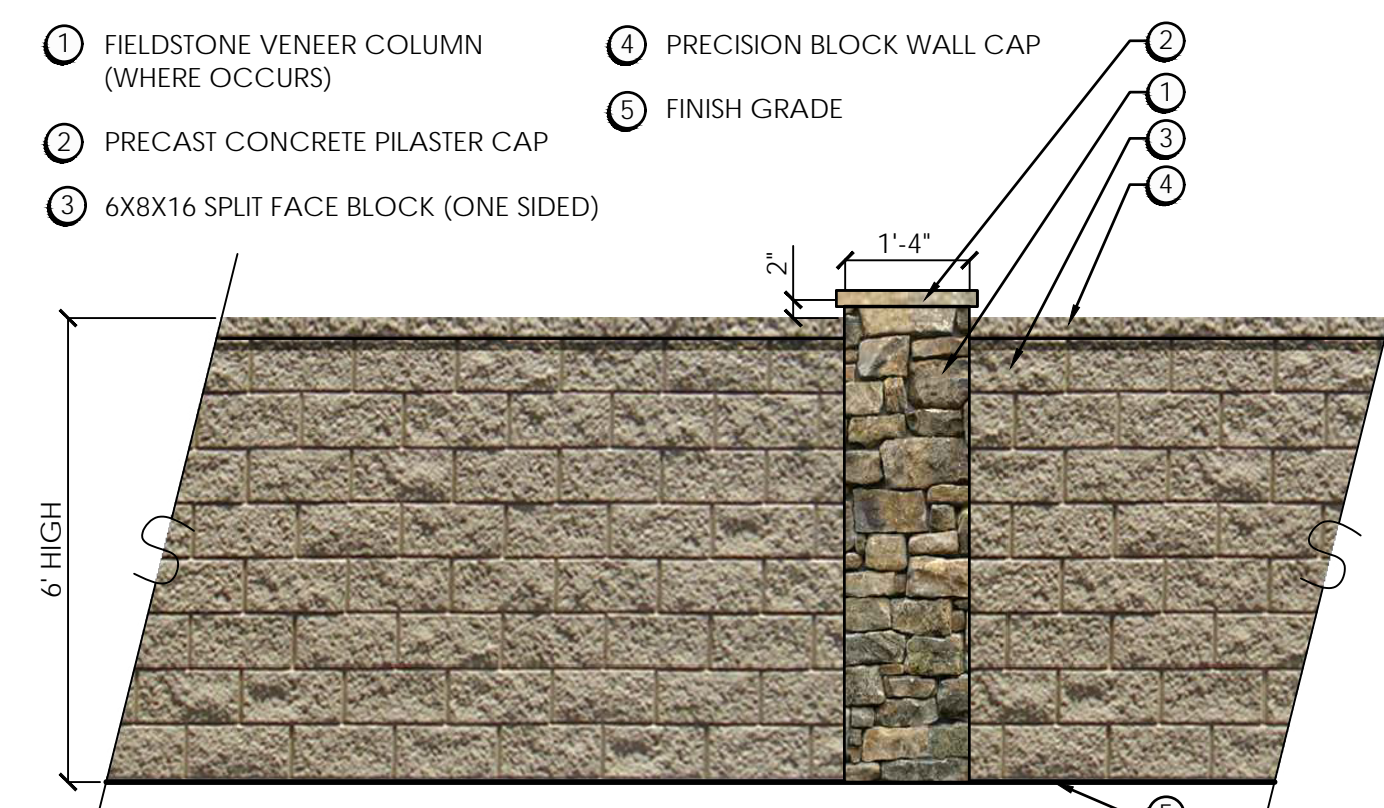 1 FIELDSTONE VENEER COLUMN
(WHERE OCCURS)
2 PRECAST CONCRETE PILASTER CAP
3 6X8X16 SPLIT FACE BLOCK (ONE SIDED)
4 PRECISION BLOCK WALL CAP
5 FINISH GRADE
2
1
3
4
1'-4"
2"
6' HIGH
5